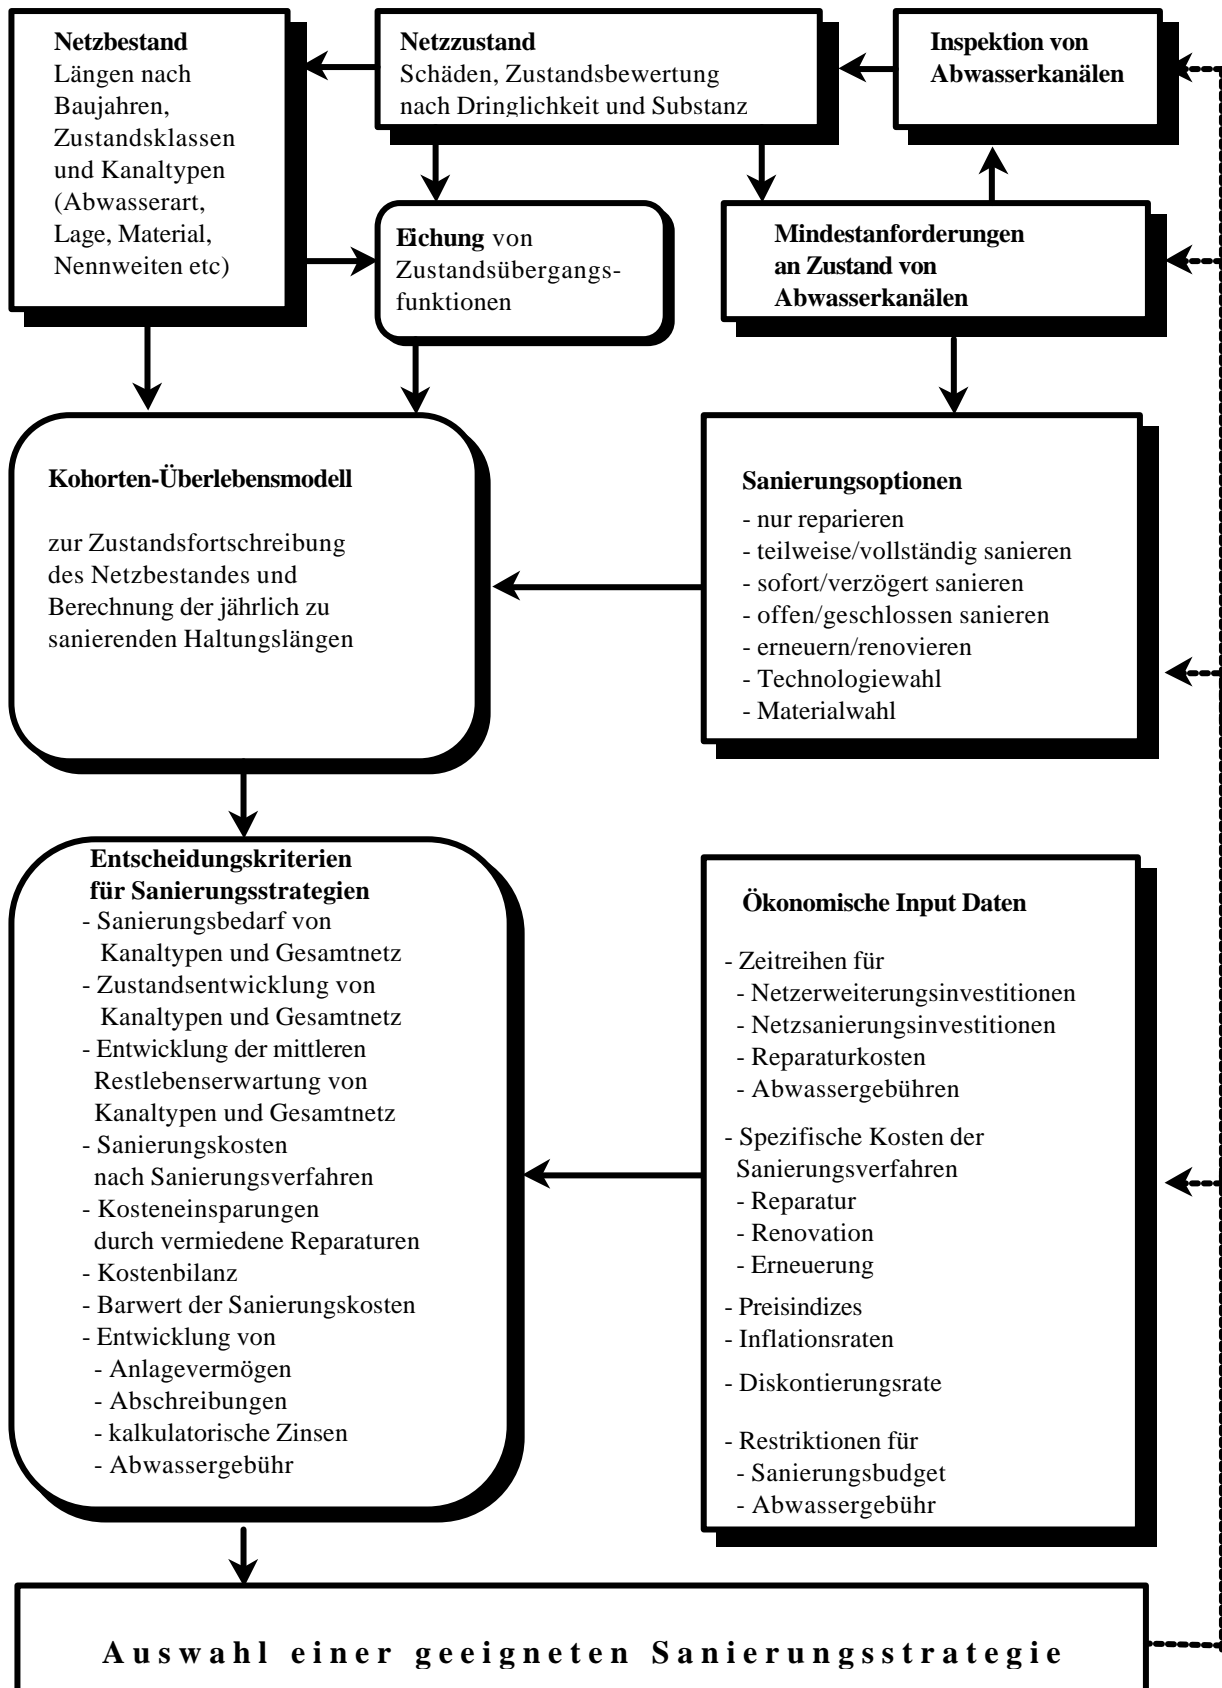 Netzbestand
Längen nach
Baujahren,
Zustandsklassen
und Kanaltypen
(Abwasserart,
Lage, Material,
Nennweiten etc)
Netzzustand
Schäden, Zustandsbewertung
nach Dringlichkeit und Substanz
Inspektion von
Abwasserkanälen
Eichung von
Zustandsübergangs-
funktionen
Mindestanforderungen
an Zustand von
Abwasserkanälen
Kohorten-Überlebensmodell
zur Zustandsfortschreibung
des Netzbestandes und
Berechnung der jährlich zu
sanierenden Haltungslängen
Sanierungsoptionen
- nur reparieren
- teilweise/vollständig sanieren
- sofort/verzögert sanieren
- offen/geschlossen sanieren
- erneuern/renovieren
- Technologiewahl
- Materialwahl
Entscheidungskriterien
für Sanierungsstrategien
- Sanierungsbedarf von
Kanaltypen und Gesamtnetz
- Zustandsentwicklung von
Kanaltypen und Gesamtnetz
- Entwicklung der mittleren
Restlebenserwartung von
Kanaltypen und Gesamtnetz
- Sanierungskosten
nach Sanierungsverfahren
- Kosteneinsparungen
durch vermiedene Reparaturen
- Kostenbilanz
- Barwert der Sanierungskosten
- Entwicklung von
- Anlagevermögen
- Abschreibungen
- kalkulatorische Zinsen
- Abwassergebühr
Ökonomische Input Daten
- Zeitreihen für
- Netzerweiterungsinvestitionen
- Netzsanierungsinvestitionen
- Reparaturkosten
- Abwassergebühren
- Spezifische Kosten der
Sanierungsverfahren
- Reparatur
- Renovation
- Erneuerung
- Preisindizes
- Inflationsraten
- Diskontierungsrate
- Restriktionen für
- Sanierungsbudget
- Abwassergebühr
Auswahl einer geeigneten Sanierungsstrategie